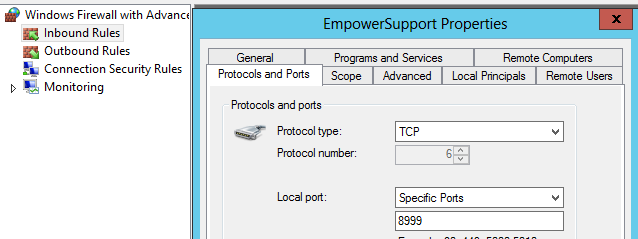 Windows Firewall with Advance
Inbound Rules
Outbound Rules
Connection Security Rules
Monitoring
EmpowerSupport Properties
x
General
Programs and Services
Remote Computers
Protocols and Ports
Scope
Advanced
Local Principals
Remote Users
Protocols and ports
Protocol type:
TCP
Protocol number:
6
Local port:
Specific Ports
8999